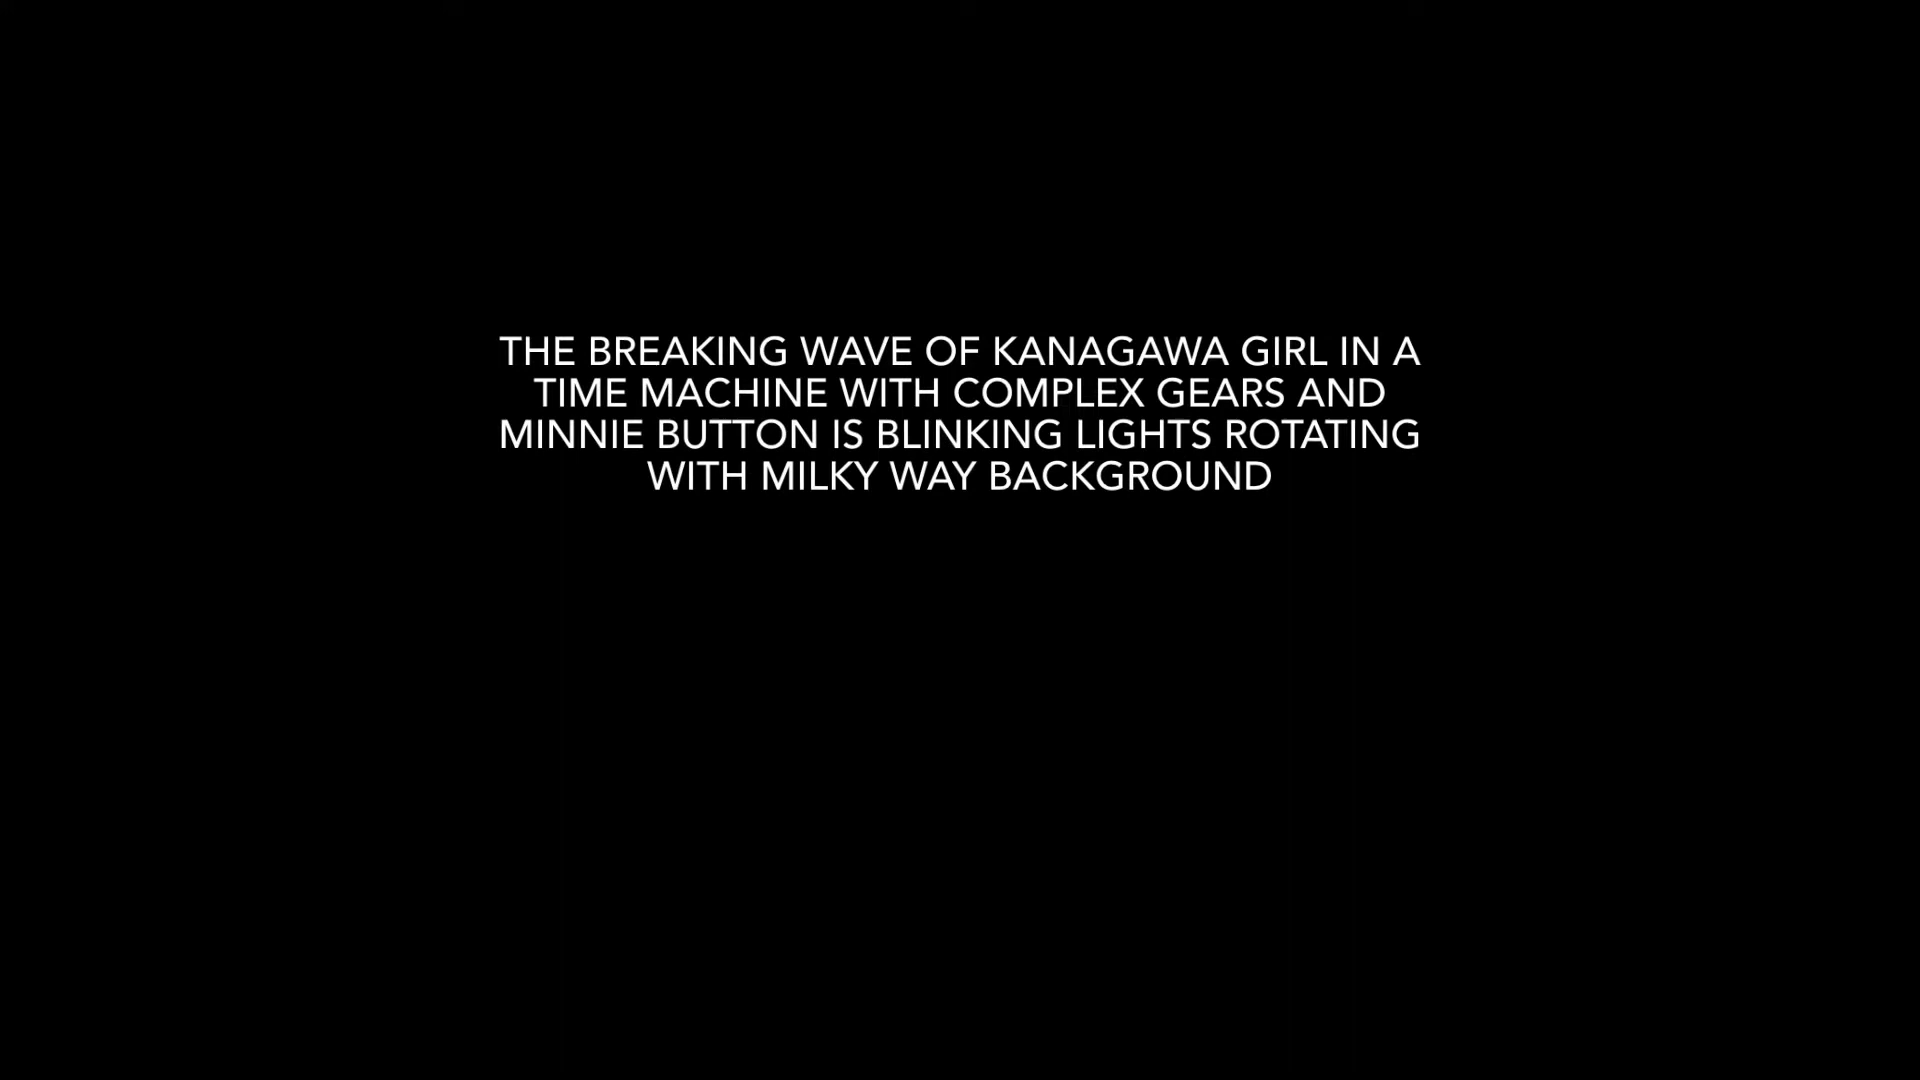 THE BREAKING WAVE OF KANAGAWA GIRL IN A
TIME MACHINE WITH COMPLEX GEARS AND
MINNIE BUTTON IS BLINKING LIGHTS ROTATING
WITH MILKY WAY BACKGROUND